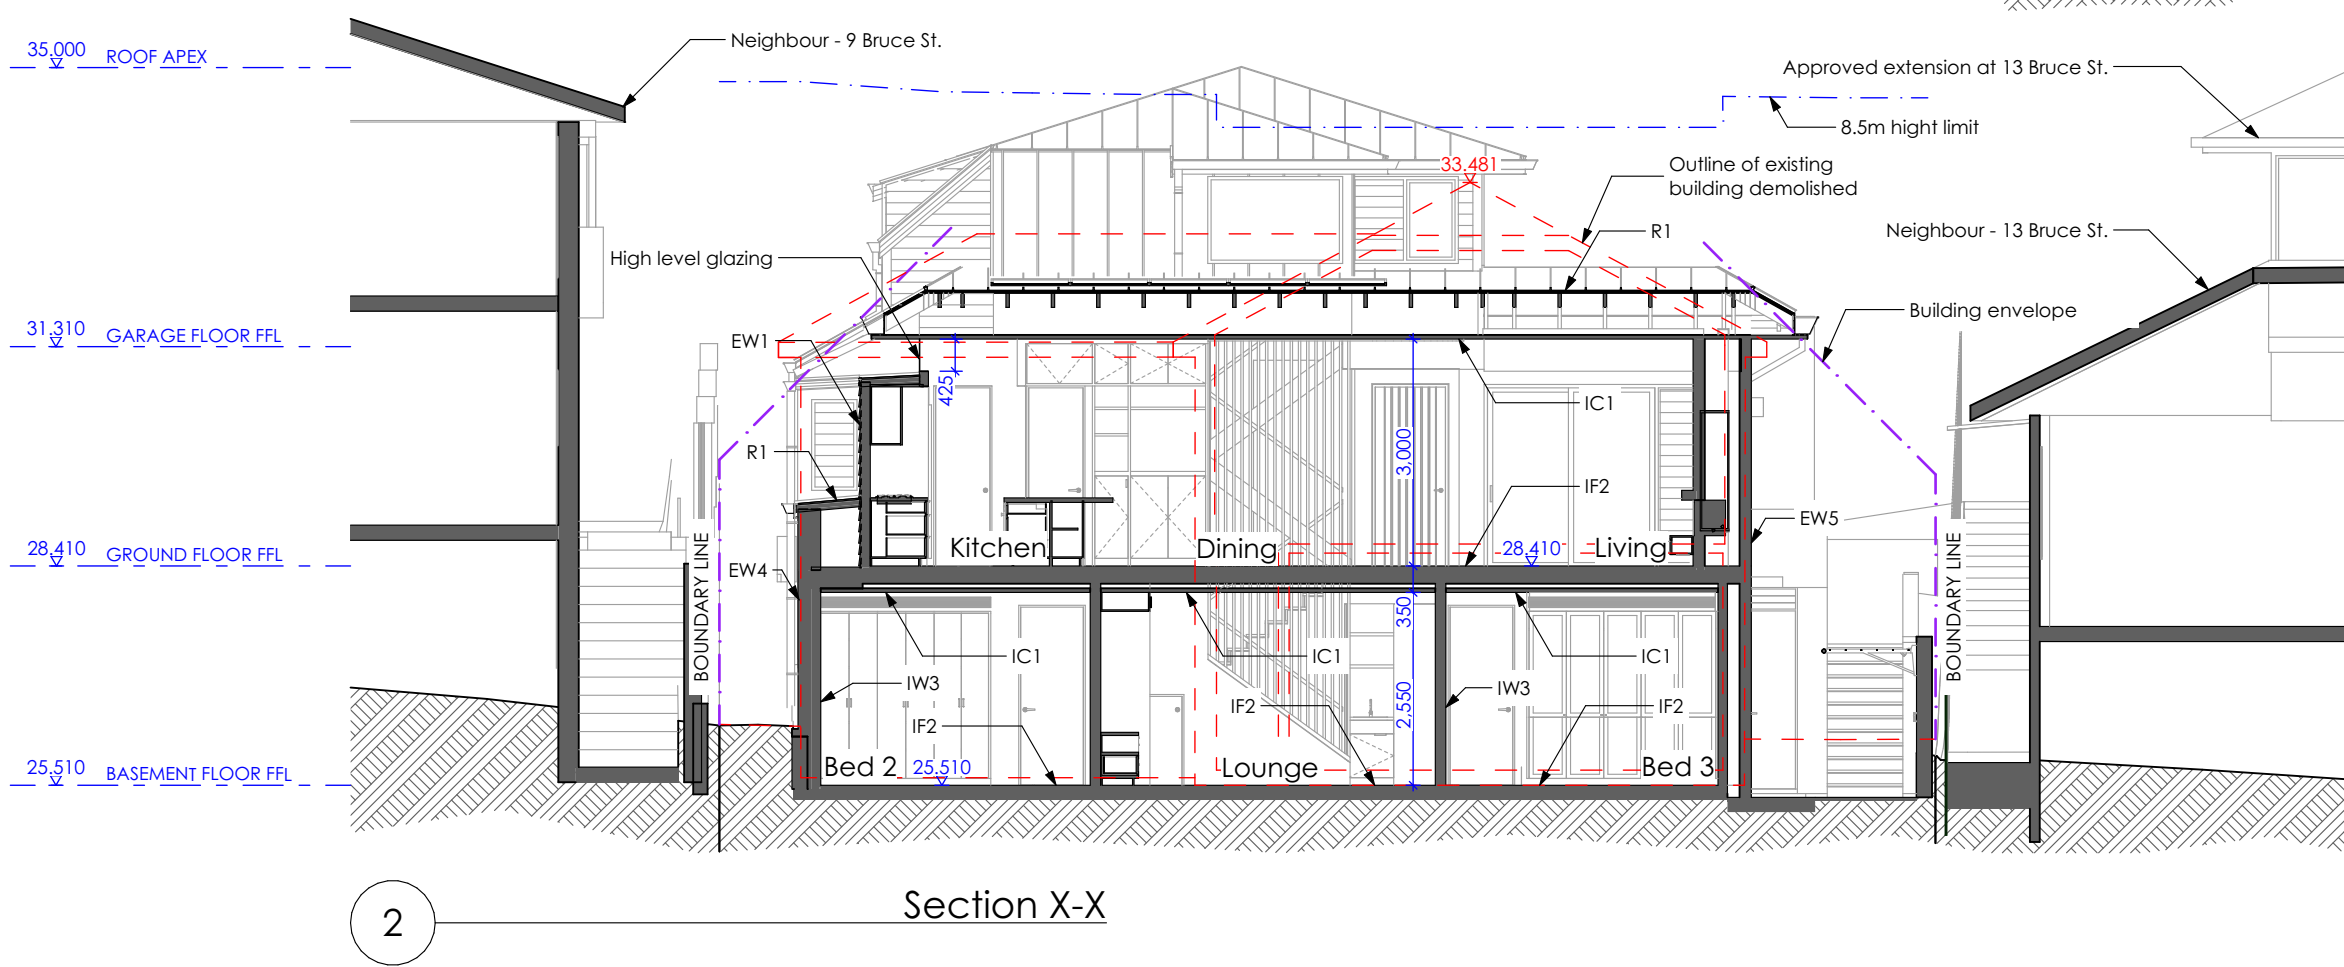 35.000 ROOF APEX
Neighbour - 9 Bruce St.
Approved extension at 13 Bruce St.
8.5m hight limit
33.481
Outline of existing
building demolished
R1
Neighbour - 13 Bruce St.
High level glazing
Building envelope
31.310 GARAGE FLOOR FFL
EW1
425
IC1
3,000
R1
IF2
EW5
28.410 GROUND FLOOR FFL
Kitchen
Dining
28.410
Living
EW4
BOUNDARY LINE
BOUNDARY LINE
350
IC1
IC1
IC1
IW3
IW3
2,550
IF2
IF2
IF2
25.510 BASEMENT FLOOR FFL
Bed 2
25.510
Lounge
Bed 3
2
Section X-X